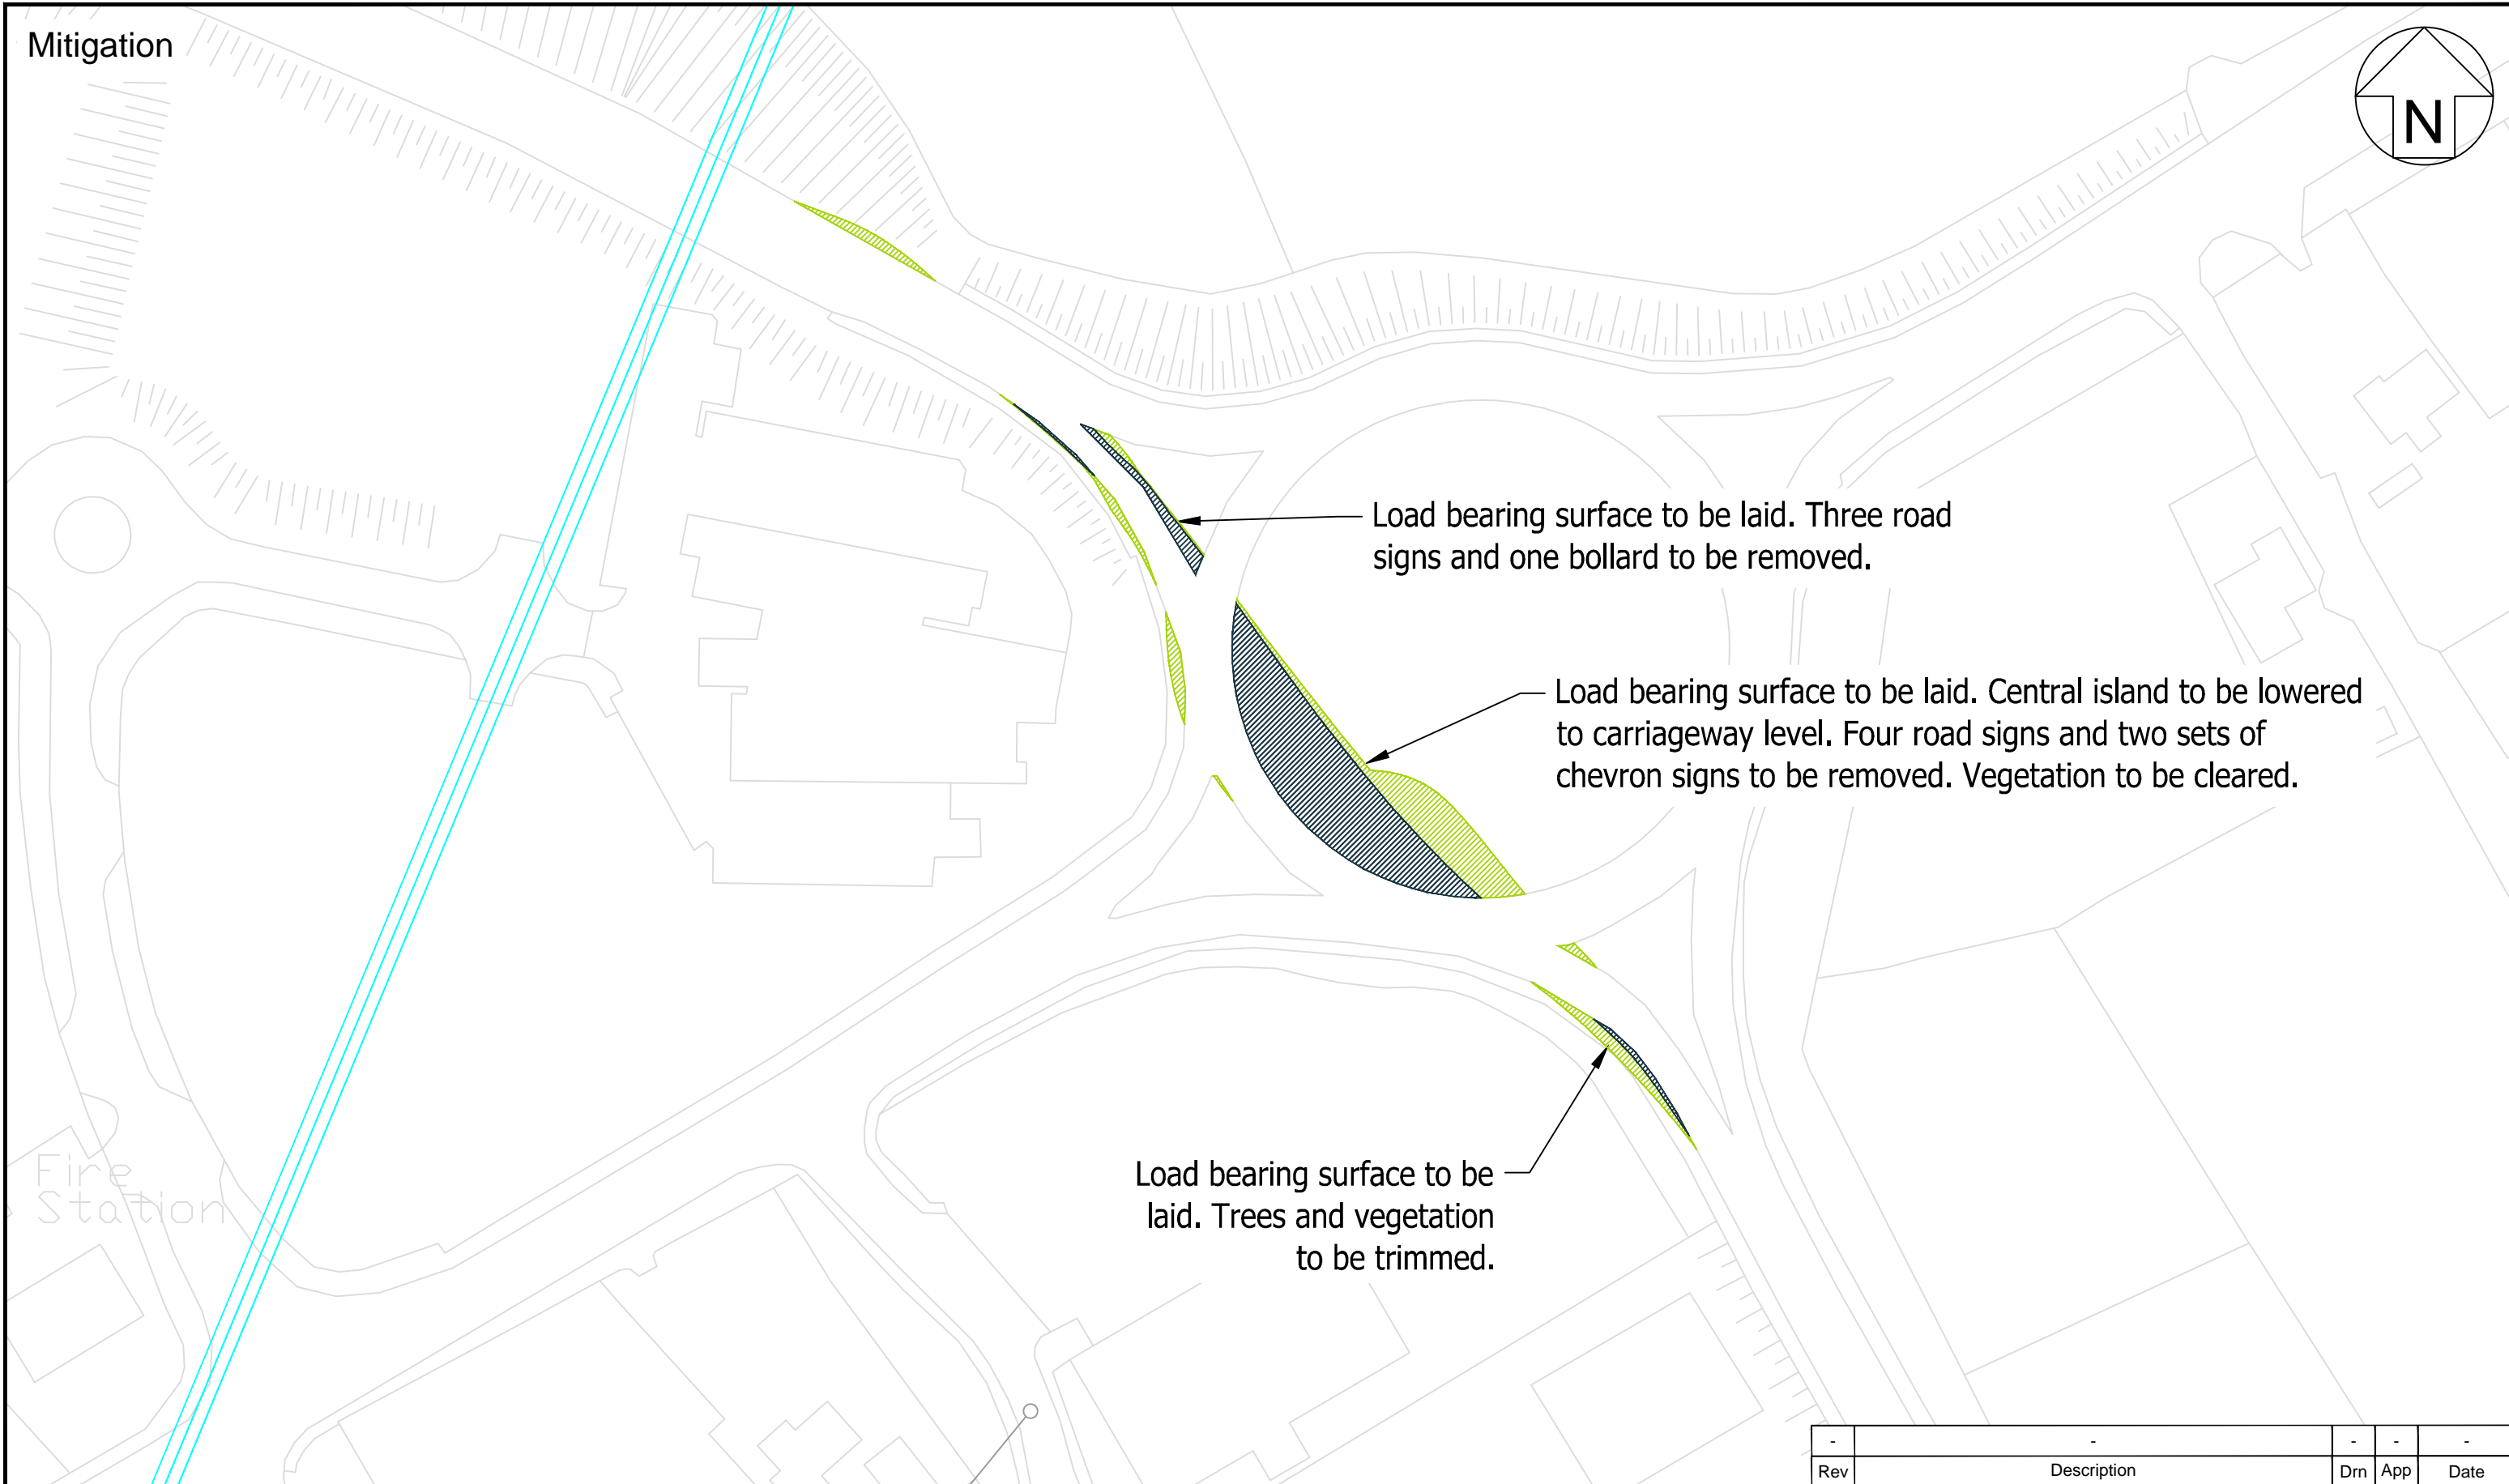 Mitigation
N
Load bearing surface to be laid. Three road
signs and one bollard to be removed.
Load bearing surface to be laid. Central island to be lowered
to carriageway level. Four road signs and two sets of
chevron signs to be removed. Vegetation to be cleared.
Load bearing surface to be
laid. Trees and vegetation
to be trimmed.
Fire
Station
- - - - -
Rev Description Drn App Date